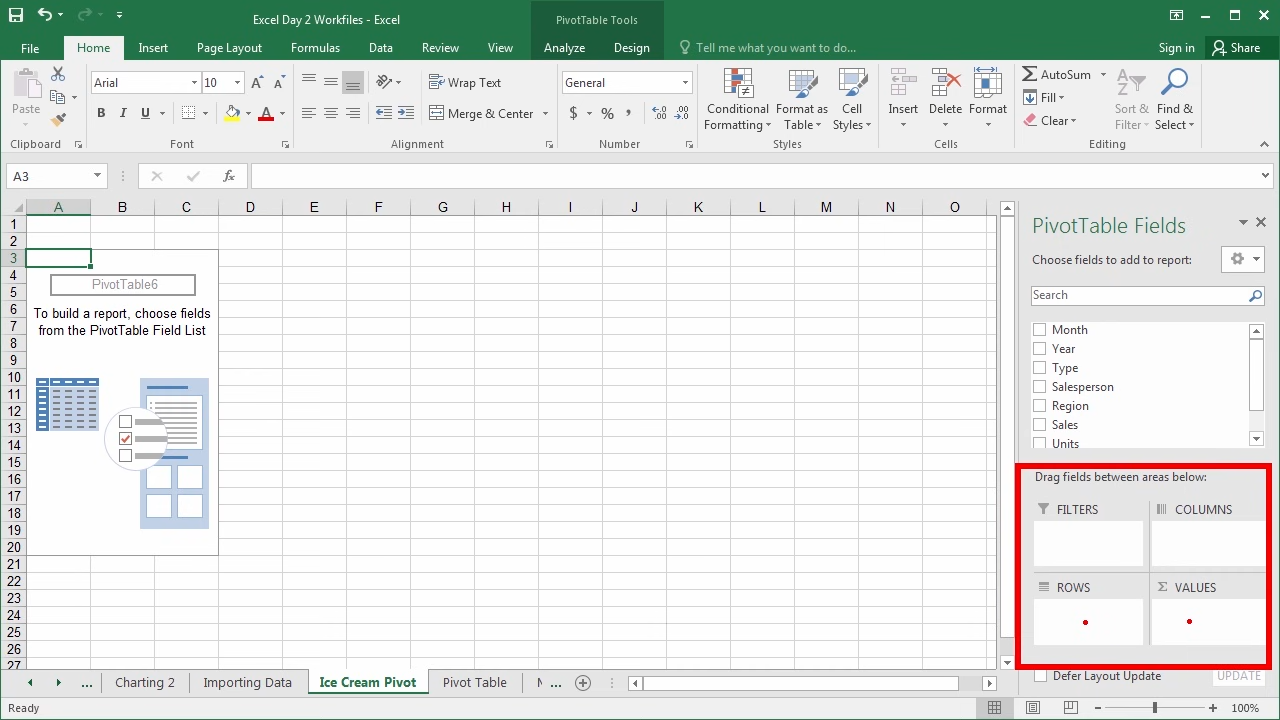 Excel Day 2 Workfiles - Excel
PivotTable Tools
File Home Insert Page Layout Formulas Data Review View Analyze Design Tell me what you want to do... Sign in Share
Paste
Clipboard
Arial 10 A A
B I U A
Font
Wrap Text
Merge & Center
Alignment
General
$ % ,
Number
Conditional Formatting
Format as Table
Cell Styles
Styles
Insert Delete Format
Cells
AutoSum
Fill
Clear
Sort & Filter
Find & Select
Editing
A3 fx
A B C D E F G H I J K L M N O
1
2
3
4
5
6
7
8
9
10
11
12
13
14
15
16
17
18
19
20
21
22
23
24
25
26
27
PivotTable6
To build a report, choose fields
from the PivotTable Field List
PivotTable Fields
Choose fields to add to report:
Search
Month
Year
Type
Salesperson
Region
Sales
Units
Drag fields between areas below:
FILTERS COLUMNS
ROWS Σ VALUES
Defer Layout Update UPDATE
... Charting 2 Importing Data Ice Cream Pivot Pivot Table ...
Ready 100%